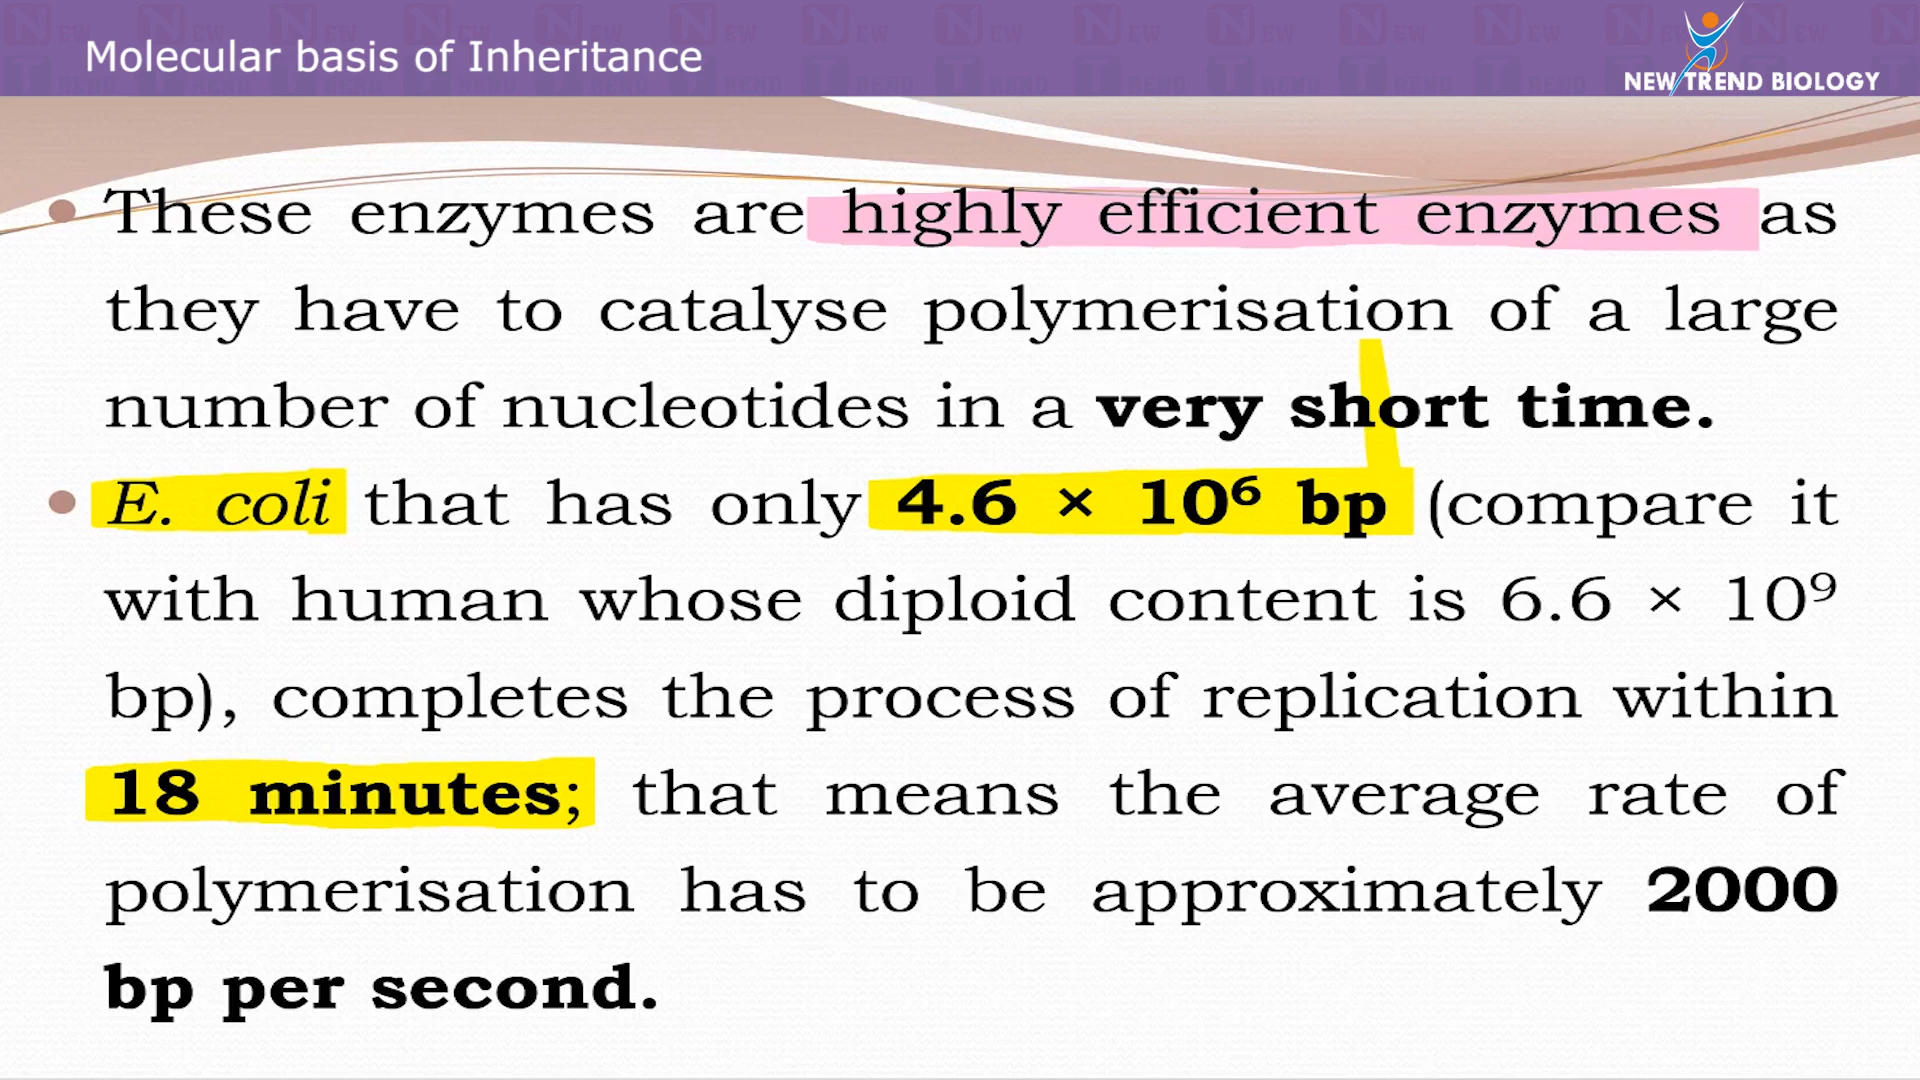 Molecular basis of Inheritance
NEW TREND BIOLOGY
• These enzymes are highly efficient enzymes as
they have to catalyse polymerisation of a large
number of nucleotides in a very short time.
• E. coli that has only 4.6 × 10⁶ bp (compare it
with human whose diploid content is 6.6 × 10⁹
bp), completes the process of replication within
18 minutes; that means the average rate of
polymerisation has to be approximately 2000
bp per second.